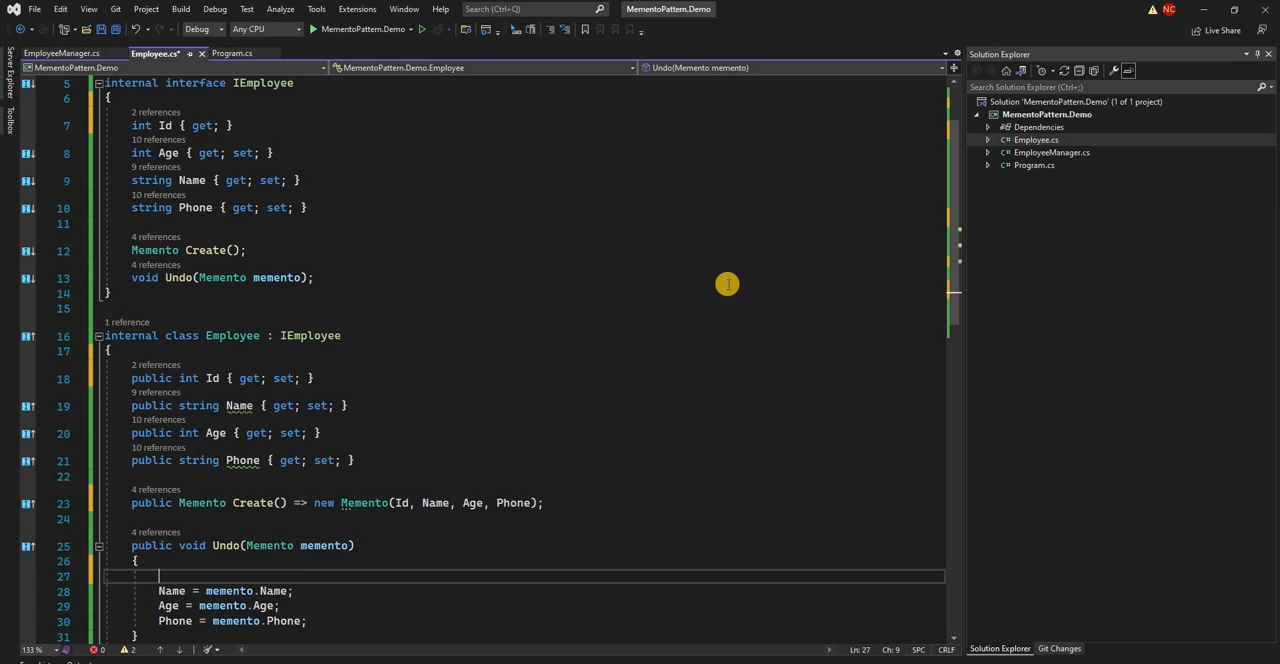 File Edit View Git Project Build Debug Test Analyze Tools Extensions Window Help Search (Ctrl+Q) MementoPattern.Demo NC
Debug Any CPU MementoPattern.Demo Live Share
EmployeeManager.cs Employee.cs* Program.cs
MementoPattern.Demo MementoPattern.Demo.Employee Undo(Memento memento)
Server Explorer
Toolbox
5 internal interface IEmployee
6 {
2 references
7 int Id { get; }
10 references
8 int Age { get; set; }
9 references
9 string Name { get; set; }
10 references
10 string Phone { get; set; }
11
4 references
12 Memento Create();
4 references
13 void Undo(Memento memento);
14 }
15
1 reference
16 internal class Employee : IEmployee
17 {
2 references
18 public int Id { get; set; }
9 references
19 public string Name { get; set; }
10 references
20 public int Age { get; set; }
10 references
21 public string Phone { get; set; }
22
4 references
23 public Memento Create() => new Memento(Id, Name, Age, Phone);
24
4 references
25 public void Undo(Memento memento)
26 {
27
28 Name = memento.Name;
29 Age = memento.Age;
30 Phone = memento.Phone;
31 }
133 % 0 2 Ln: 27 Ch: 9 SPC CRLF
Solution Explorer
Search Solution Explorer (Ctrl+;)
Solution 'MementoPattern.Demo' (1 of 1 project)
MementoPattern.Demo
Dependencies
C# Employee.cs
C# EmployeeManager.cs
C# Program.cs
Solution Explorer Git Changes